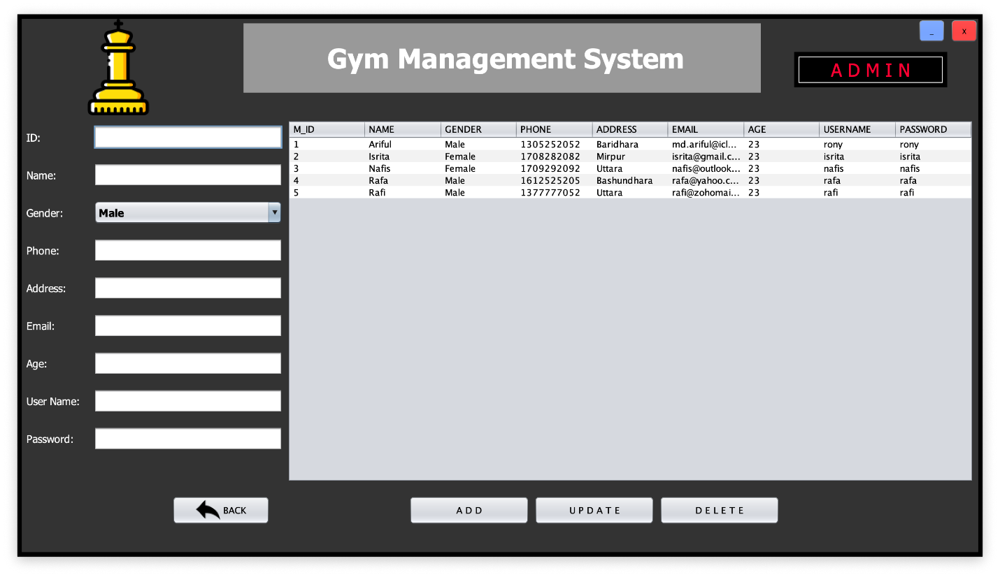 _ x
Gym Management System
ADMIN
ID:
Name:
Gender: Male
Phone:
Address:
Email:
Age:
User Name:
Password:
M_ID NAME GENDER PHONE ADDRESS EMAIL AGE USERNAME PASSWORD
1 Ariful Male 1305252052 Baridhara md.ariful@icl... 23 rony rony
2 Isrita Female 1708282082 Mirpur isrita@gmail.c... 23 isrita isrita
3 Nafis Female 1709292092 Uttara nafis@outlook... 23 nafis nafis
4 Rafa Male 1612525205 Bashundhara rafa@yahoo.c... 23 rafa rafa
5 Rafi Male 1377777052 Uttara rafi@zohomai... 23 rafi rafi
BACK ADD UPDATE DELETE